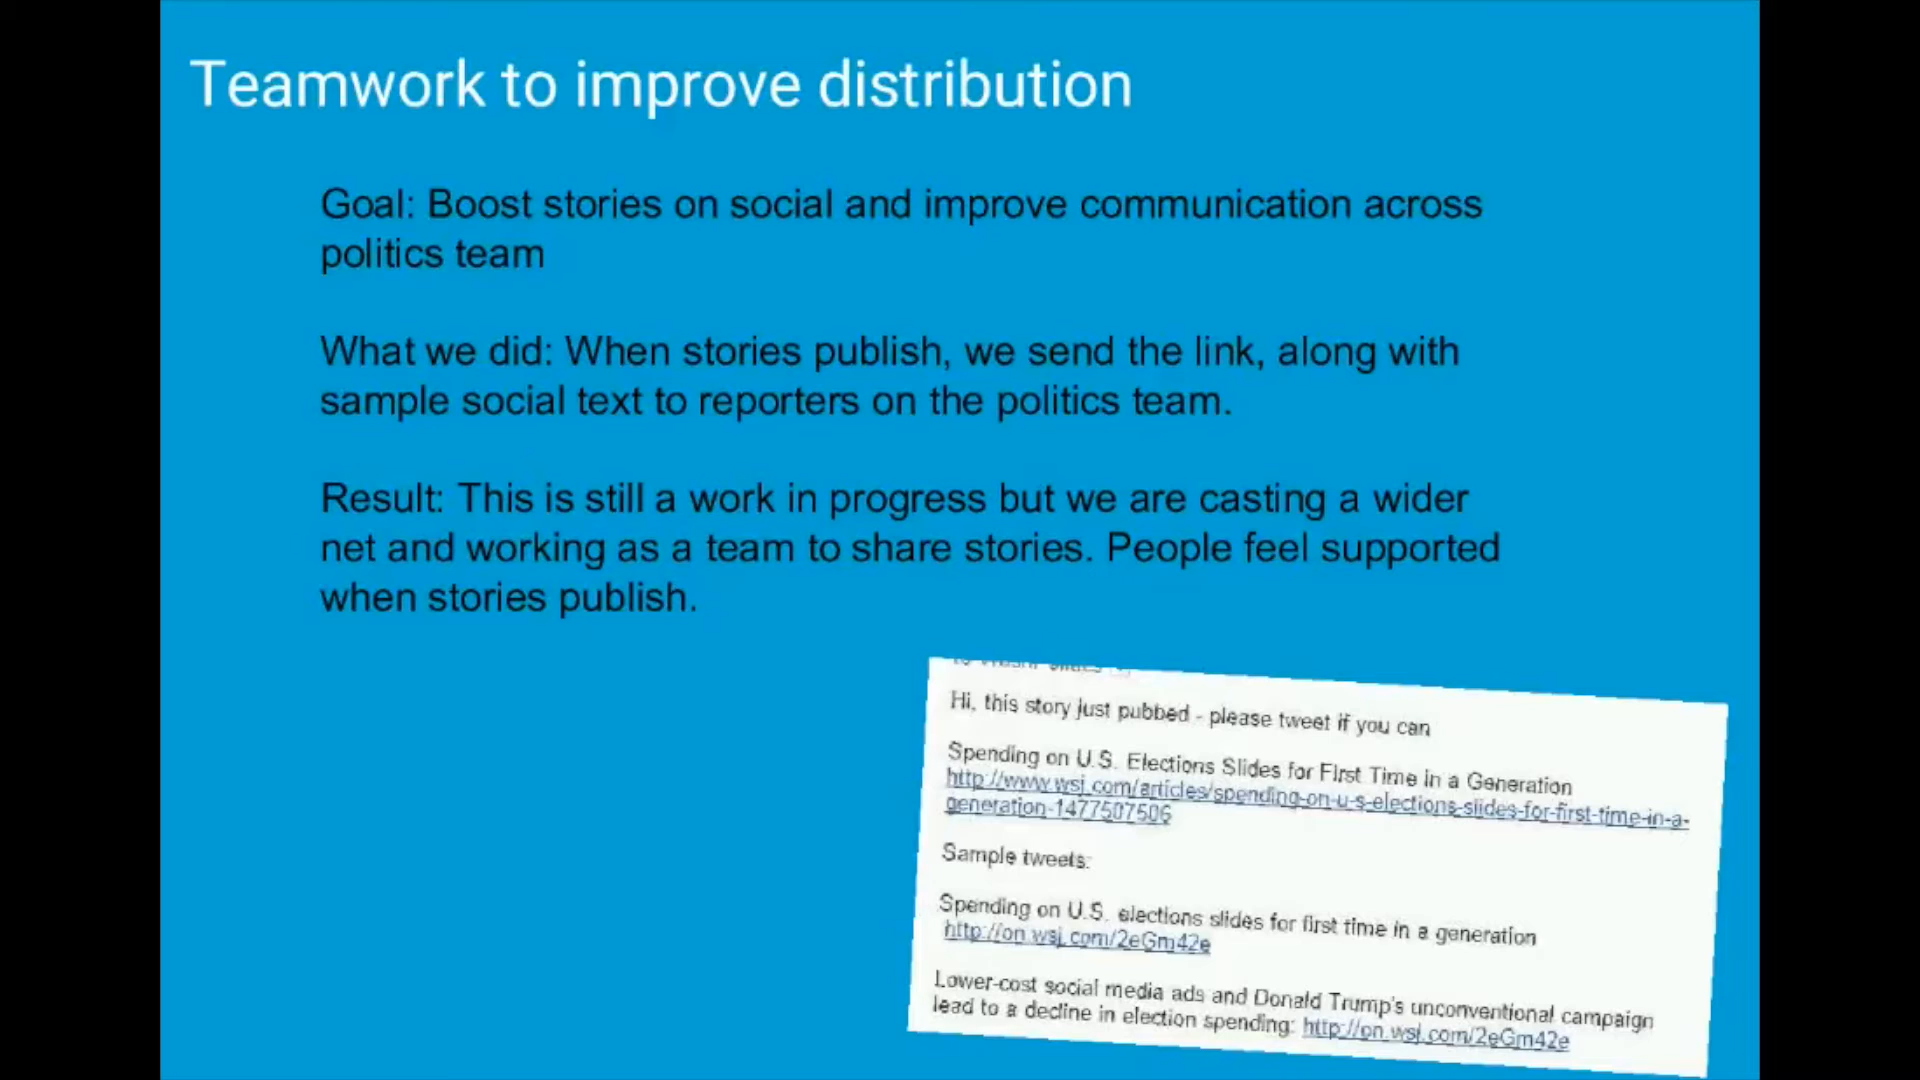 Teamwork to improve distribution
Goal: Boost stories on social and improve communication across
politics team
What we did: When stories publish, we send the link, along with
sample social text to reporters on the politics team.
Result: This is still a work in progress but we are casting a wider
net and working as a team to share stories. People feel supported
when stories publish.
Hi, this story just pubbed - please tweet if you can
Spending on U.S. Elections Slides for First Time in a Generation
http://www.wsj.com/articles/spending-on-u-s-elections-slides-for-first-time-in-a-
generation-1477507506
Sample tweets:
Spending on U.S. elections slides for first time in a generation
http://on.wsj.com/2eGm42e
Lower-cost social media ads and Donald Trump's unconventional campaign
lead to a decline in election spending: http://on.wsj.com/2eGm42e